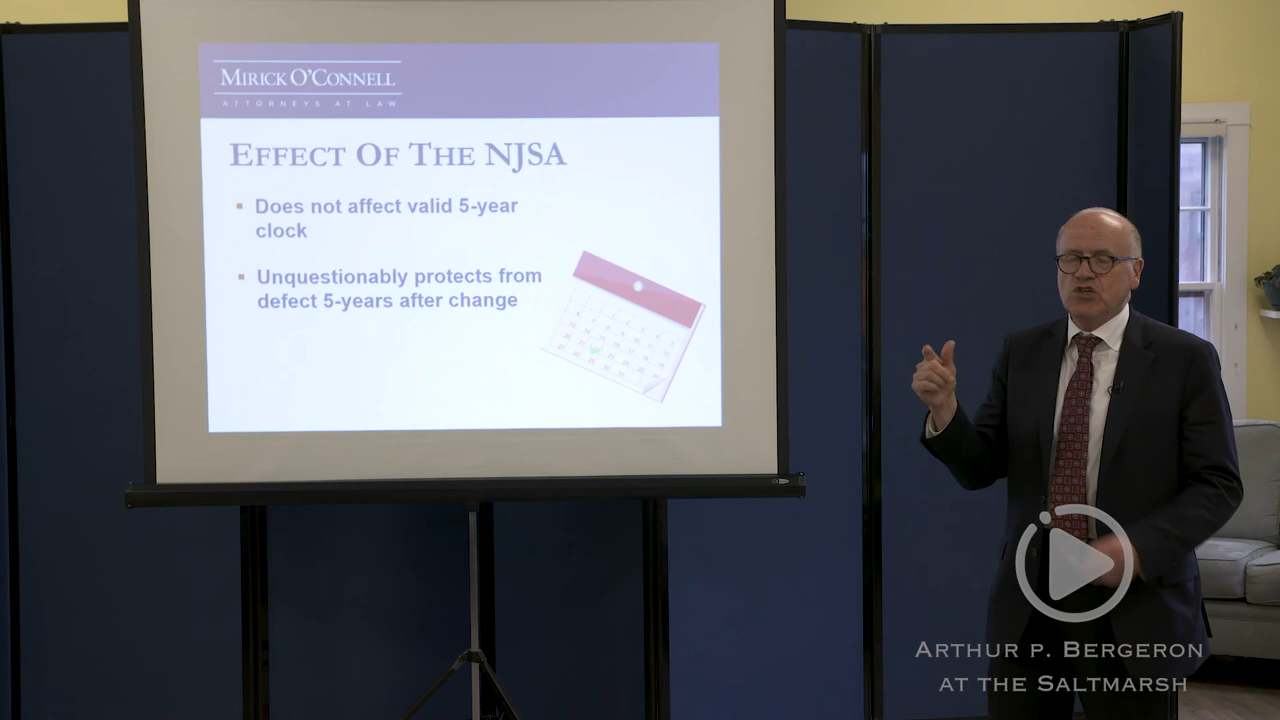 MIRICK O'CONNELL
ATTORNEYS AT LAW
EFFECT OF THE NJSA
Does not affect valid 5-year
clock
Unquestionably protects from
defect 5-years after change
ARTHUR P. BERGERON
AT THE SALTMARSH